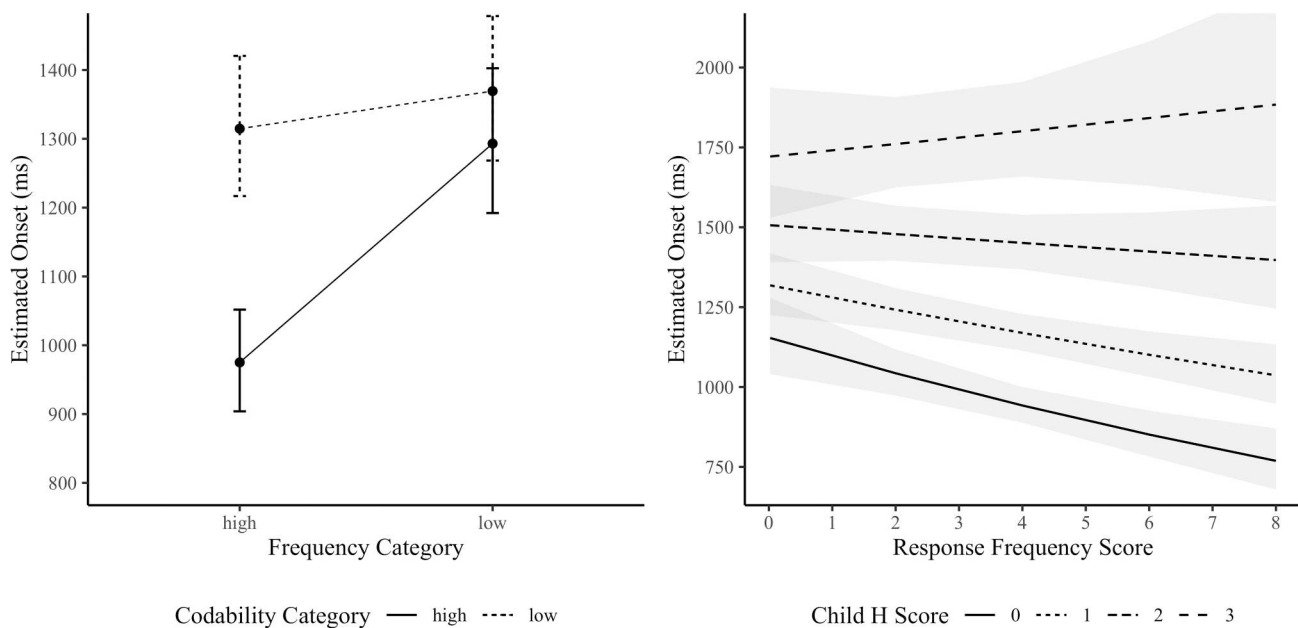 Estimated Onset (ms)
1400
1300
1200
1100
1000
900
800
high low
Frequency Category
Codability Category high low
Estimated Onset (ms)
2000
1750
1500
1250
1000
750
0 1 2 3 4 5 6 7 8
Response Frequency Score
Child H Score 0 1 2 3